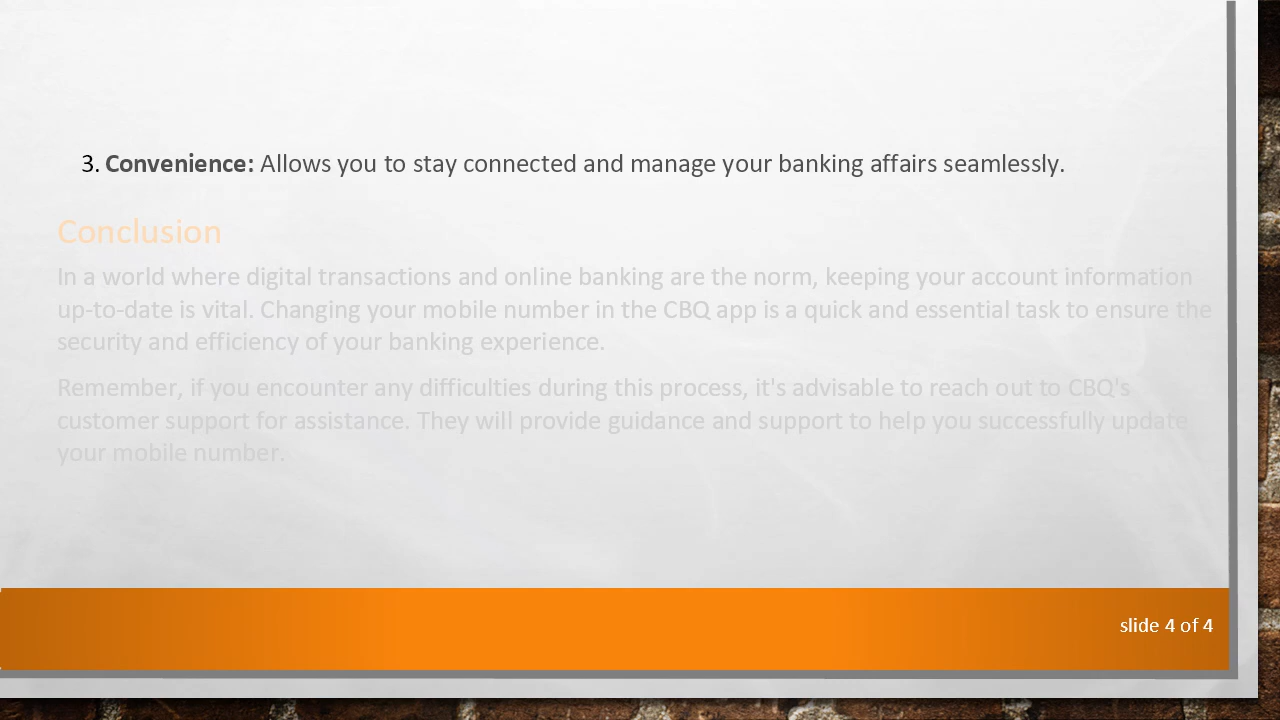 3. Convenience: Allows you to stay connected and manage your banking affairs seamlessly.
Conclusion
In a world where digital transactions and online banking are the norm, keeping your account information
up-to-date is vital. Changing your mobile number in the CBQ app is a quick and essential task to ensure the
security and efficiency of your banking experience.
Remember, if you encounter any difficulties during this process, it's advisable to reach out to CBQ's
customer support for assistance. They will provide guidance and support to help you successfully update
your mobile number.
slide 4 of 4